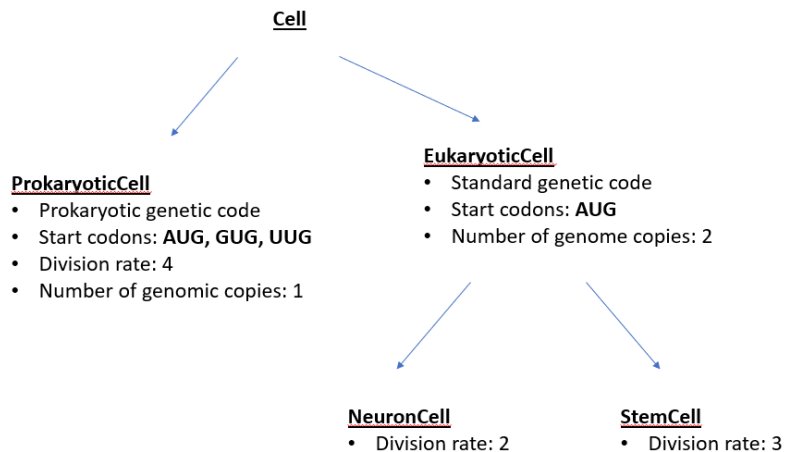 Cell
ProkaryoticCell
• Prokaryotic genetic code
• Start codons: AUG, GUG, UUG
• Division rate: 4
• Number of genomic copies: 1
EukaryoticCell
• Standard genetic code
• Start codons: AUG
• Number of genome copies: 2
NeuronCell
• Division rate: 2
StemCell
• Division rate: 3